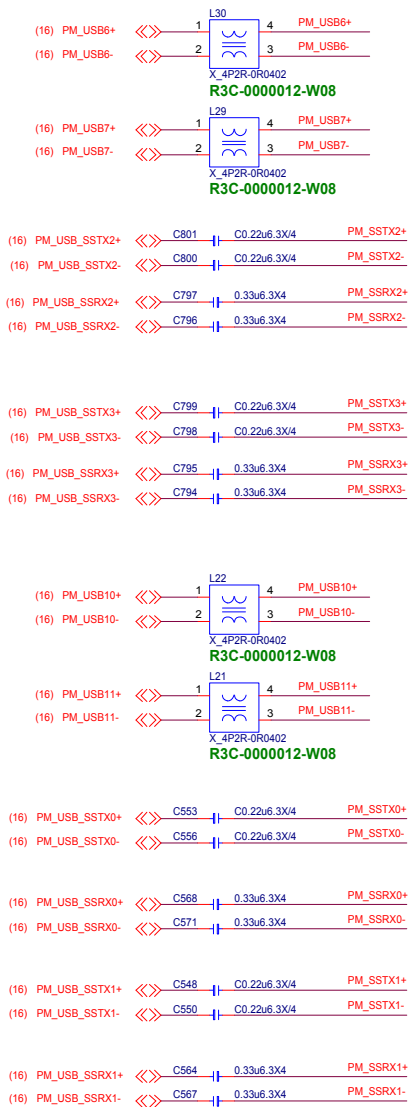 L30
(16) PM_USB6+ 1 4 PM_USB6+
(16) PM_USB6- 2 3 PM_USB6-
X_4P2R-0R0402
R3C-0000012-W08
L29
(16) PM_USB7+ 1 4 PM_USB7+
(16) PM_USB7- 2 3 PM_USB7-
X_4P2R-0R0402
R3C-0000012-W08
(16) PM_USB_SSTX2+ C801 C0.22u6.3X/4 PM_SSTX2+
(16) PM_USB_SSTX2- C800 C0.22u6.3X/4 PM_SSTX2-
(16) PM_USB_SSRX2+ C797 0.33u6.3X4 PM_SSRX2+
(16) PM_USB_SSRX2- C796 0.33u6.3X4 PM_SSRX2-
(16) PM_USB_SSTX3+ C799 C0.22u6.3X/4 PM_SSTX3+
(16) PM_USB_SSTX3- C798 C0.22u6.3X/4 PM_SSTX3-
(16) PM_USB_SSRX3+ C795 0.33u6.3X4 PM_SSRX3+
(16) PM_USB_SSRX3- C794 0.33u6.3X4 PM_SSRX3-
L22
(16) PM_USB10+ 1 4 PM_USB10+
(16) PM_USB10- 2 3 PM_USB10-
X_4P2R-0R0402
R3C-0000012-W08
L21
(16) PM_USB11+ 1 4 PM_USB11+
(16) PM_USB11- 2 3 PM_USB11-
X_4P2R-0R0402
R3C-0000012-W08
(16) PM_USB_SSTX0+ C553 C0.22u6.3X/4 PM_SSTX0+
(16) PM_USB_SSTX0- C556 C0.22u6.3X/4 PM_SSTX0-
(16) PM_USB_SSRX0+ C568 0.33u6.3X4 PM_SSRX0+
(16) PM_USB_SSRX0- C571 0.33u6.3X4 PM_SSRX0-
(16) PM_USB_SSTX1+ C548 C0.22u6.3X/4 PM_SSTX1+
(16) PM_USB_SSTX1- C550 C0.22u6.3X/4 PM_SSTX1-
(16) PM_USB_SSRX1+ C564 0.33u6.3X4 PM_SSRX1+
(16) PM_USB_SSRX1- C567 0.33u6.3X4 PM_SSRX1-